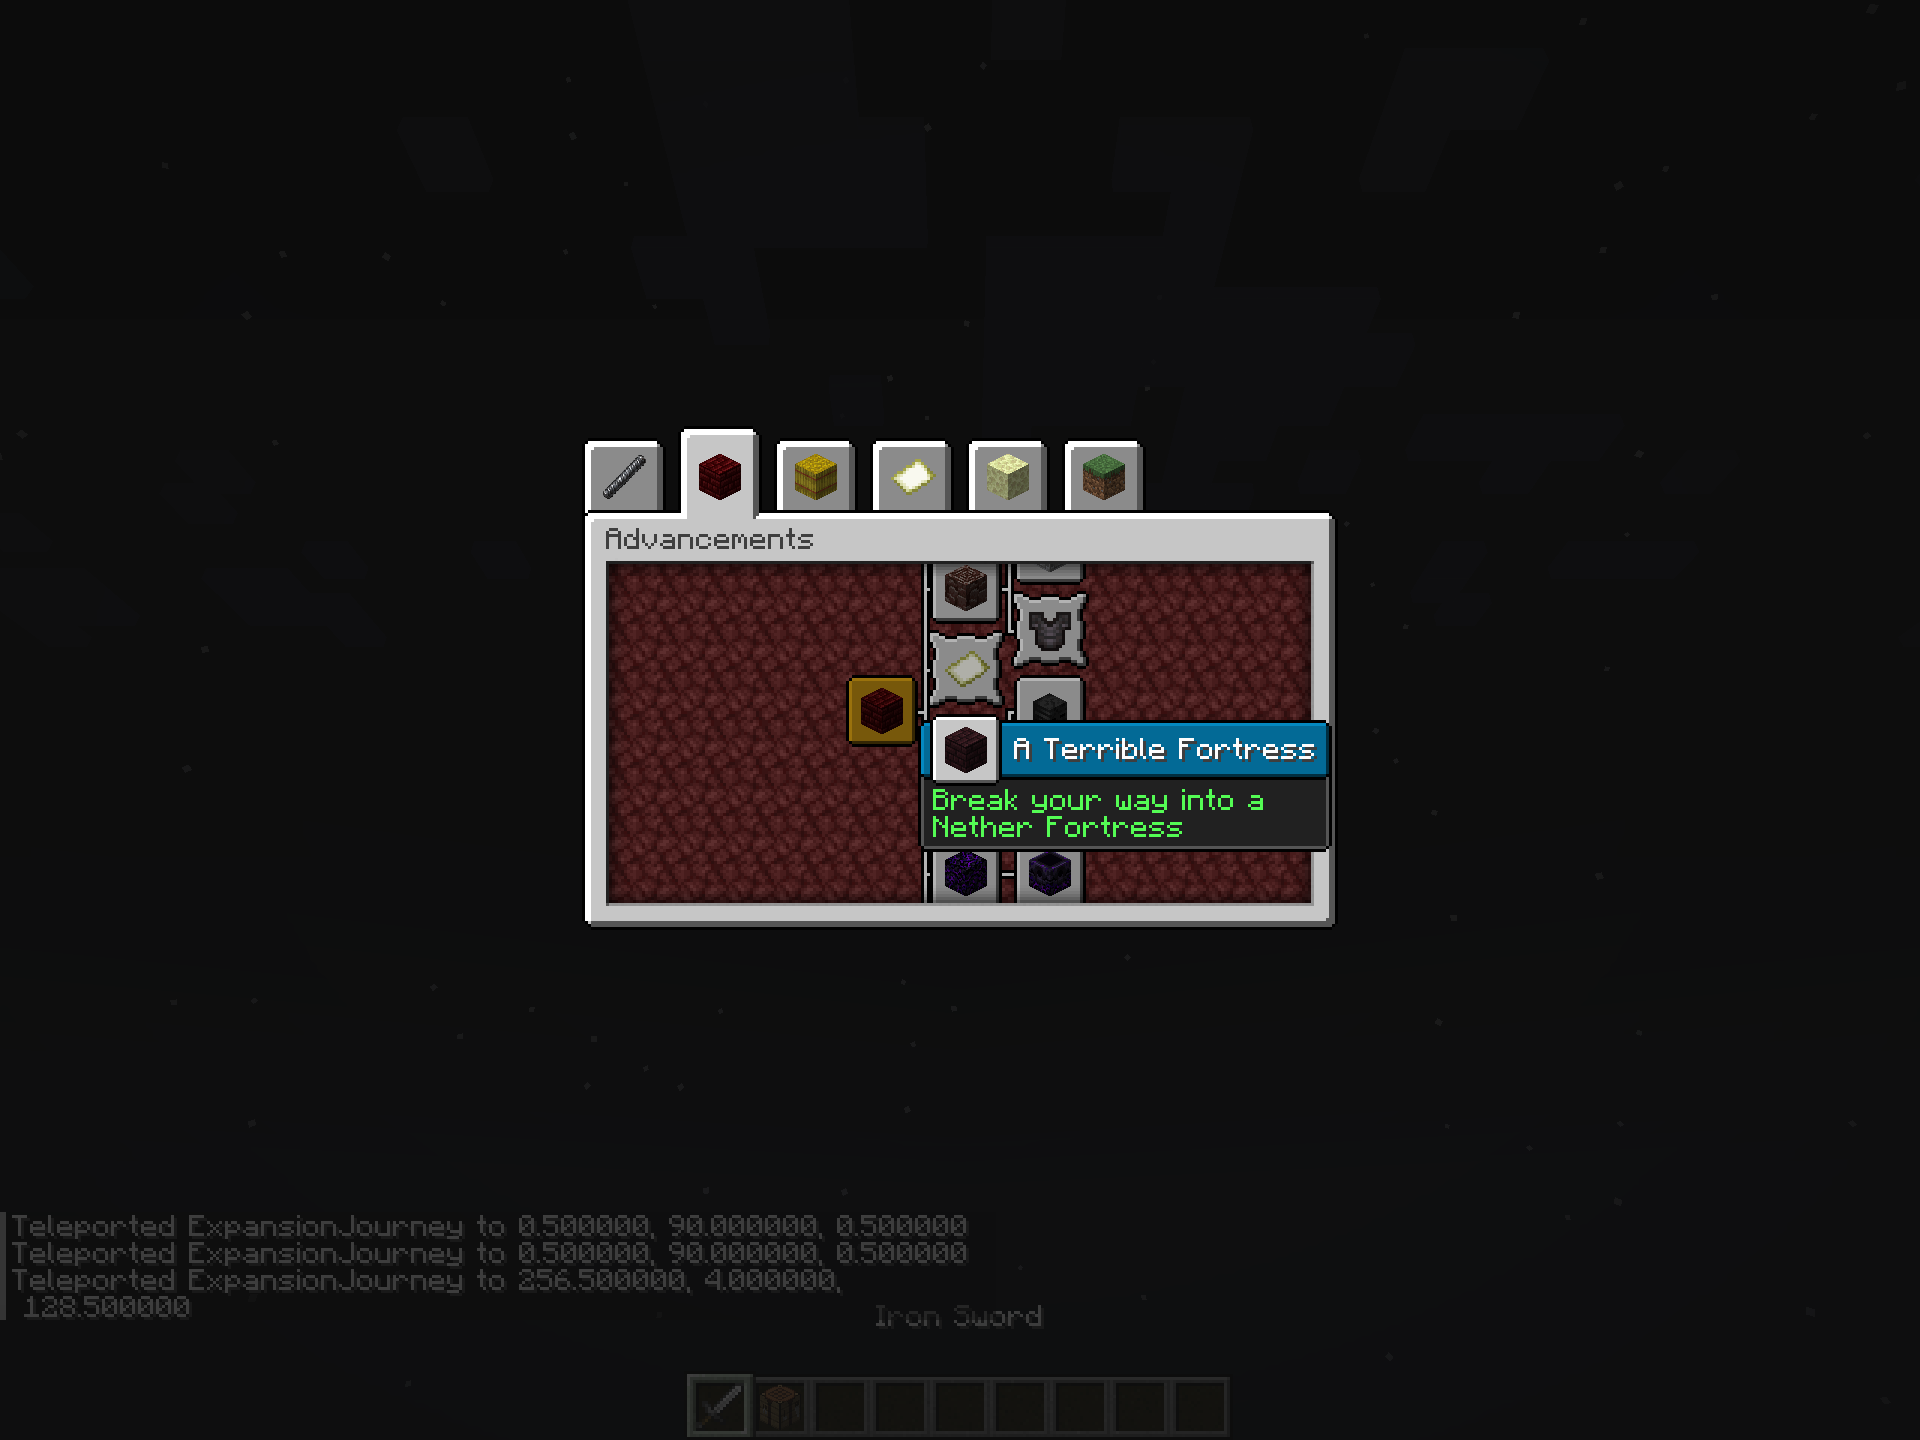 Advancements
A Terrible Fortress
Break your way into a
Nether Fortress
Teleported ExpansionJourney to 0.500000, 90.000000, 0.500000
Teleported ExpansionJourney to 0.500000, 90.000000, 0.500000
Teleported ExpansionJourney to 256.500000, 4.000000,
128.500000
Iron Sword